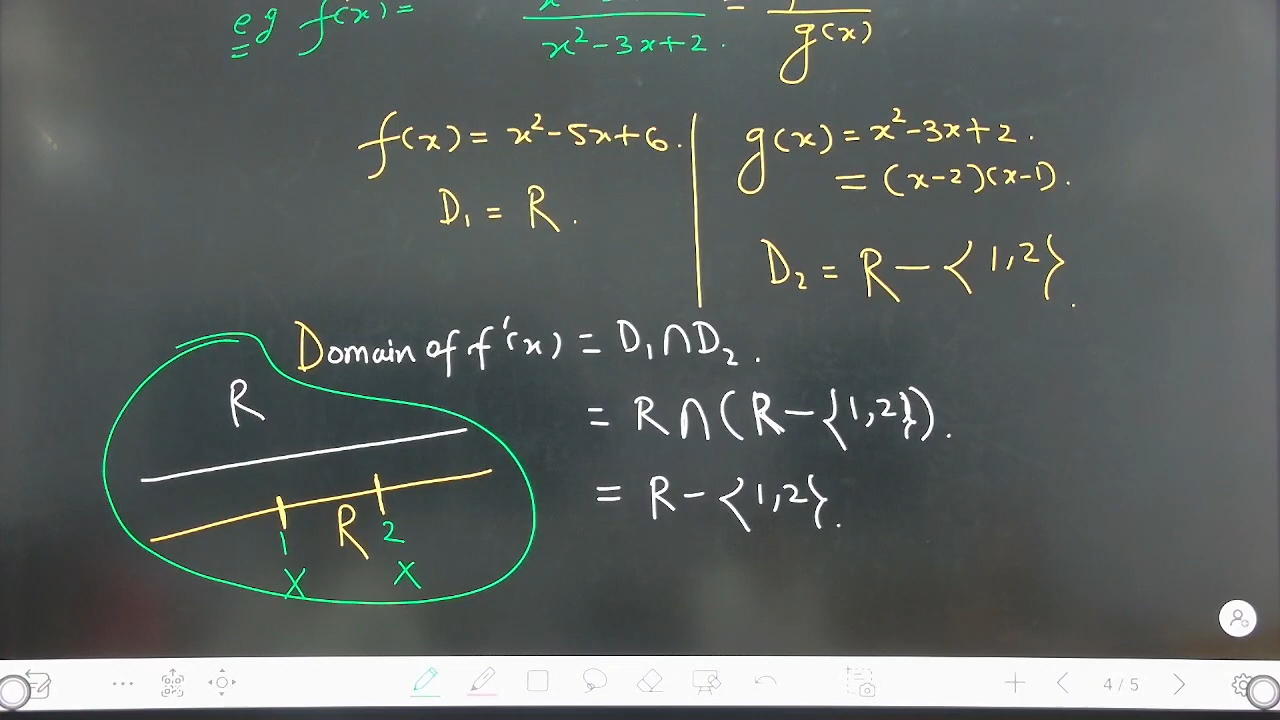 eg f(x) =
x²-3x+2. = g(x)
f(x) = x²-5x+6.
D₁ = R.
g(x) = x²-3x+2.
= (x-2)(x-1).
D₂ = R-{1,2}.
Domain of f'(x) = D₁∩D₂.
= R∩(R-{1,2}).
= R-{1,2}.
R
R
1 2
X X
4/5